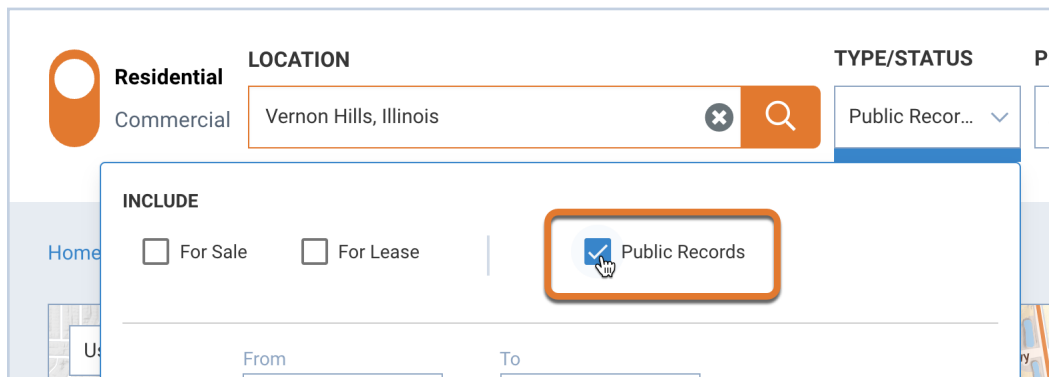 LOCATION
TYPE/STATUS
P
Residential
Commercial
Vernon Hills, Illinois
Public Recor...
INCLUDE
For Sale
For Lease
Public Records
Home
Us
From
To